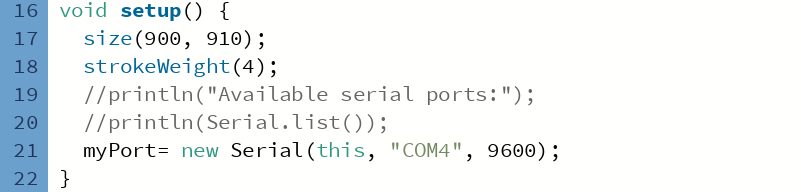 16 void setup() {
17   size(900, 910);
18   strokeWeight(4);
19   //println("Available serial ports:");
20   //println(Serial.list());
21   myPort= new Serial(this, "COM4", 9600);
22 }